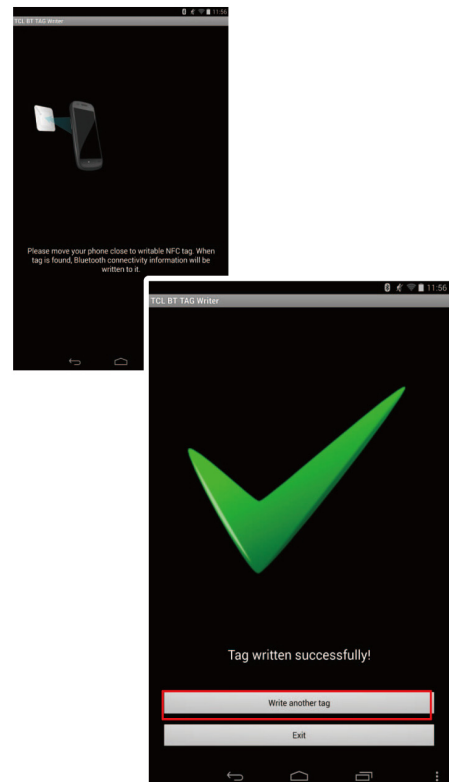 11:56
TCL BT TAG Writer
Please move your phone close to writable NFC tag. When
tag is found, Bluetooth connectivity information will be
written to it.
11:56
TCL BT TAG Writer
Tag written successfully!
Write another tag
Exit